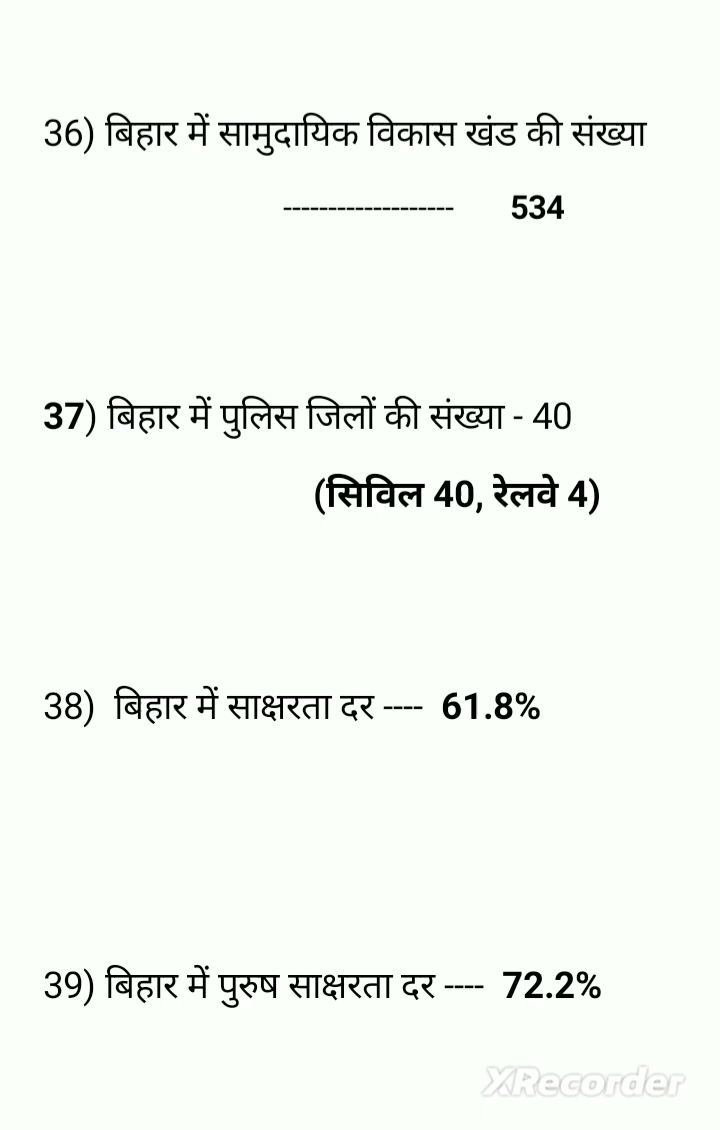 36) बिहार में सामुदायिक विकास खंड की संख्या
------------------- 534
37) बिहार में पुलिस जिलों की संख्या - 40
(सिविल 40, रेलवे 4)
38) बिहार में साक्षरता दर ---- 61.8%
39) बिहार में पुरुष साक्षरता दर ---- 72.2%
XRecorder